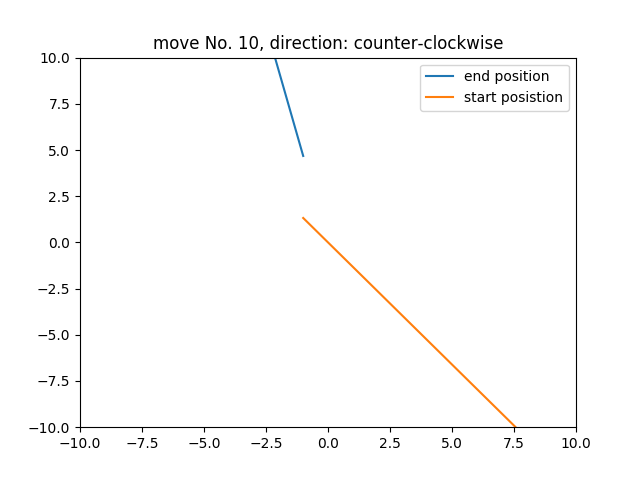 move No. 10, direction: counter-clockwise
end position
start posistion
10.0
7.5
5.0
2.5
0.0
−2.5
−5.0
−7.5
−10.0
−10.0 −7.5 −5.0 −2.5 0.0 2.5 5.0 7.5 10.0